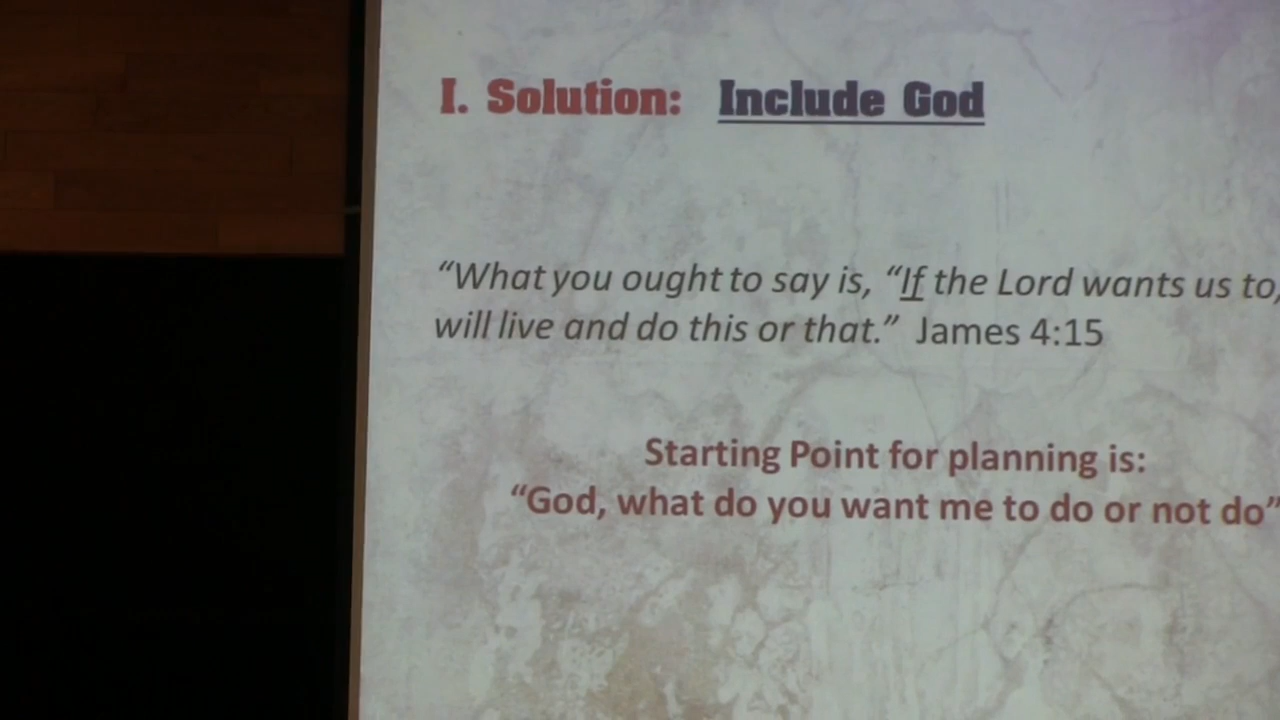 I. Solution: Include God
“What you ought to say is, “If the Lord wants us to,
will live and do this or that.” James 4:15
Starting Point for planning is:
“God, what do you want me to do or not do”